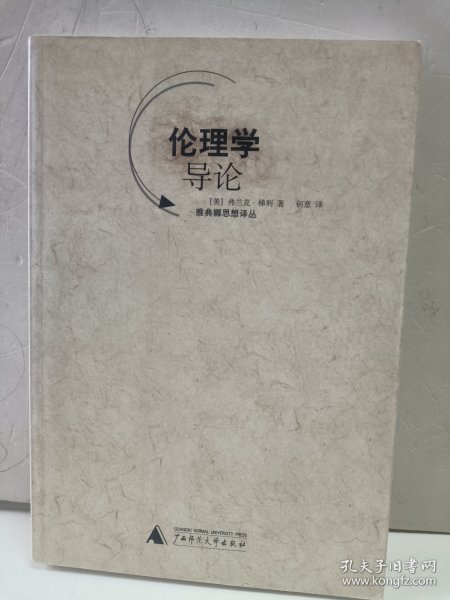 伦理学
导论
[美] 弗兰克·梯利 著 何意 译
雅典娜思想译丛
GUANGXI NORMAL UNIVERSITY PRESS
广西师范大学出版社
孔夫子旧书网
www.kongfz.com